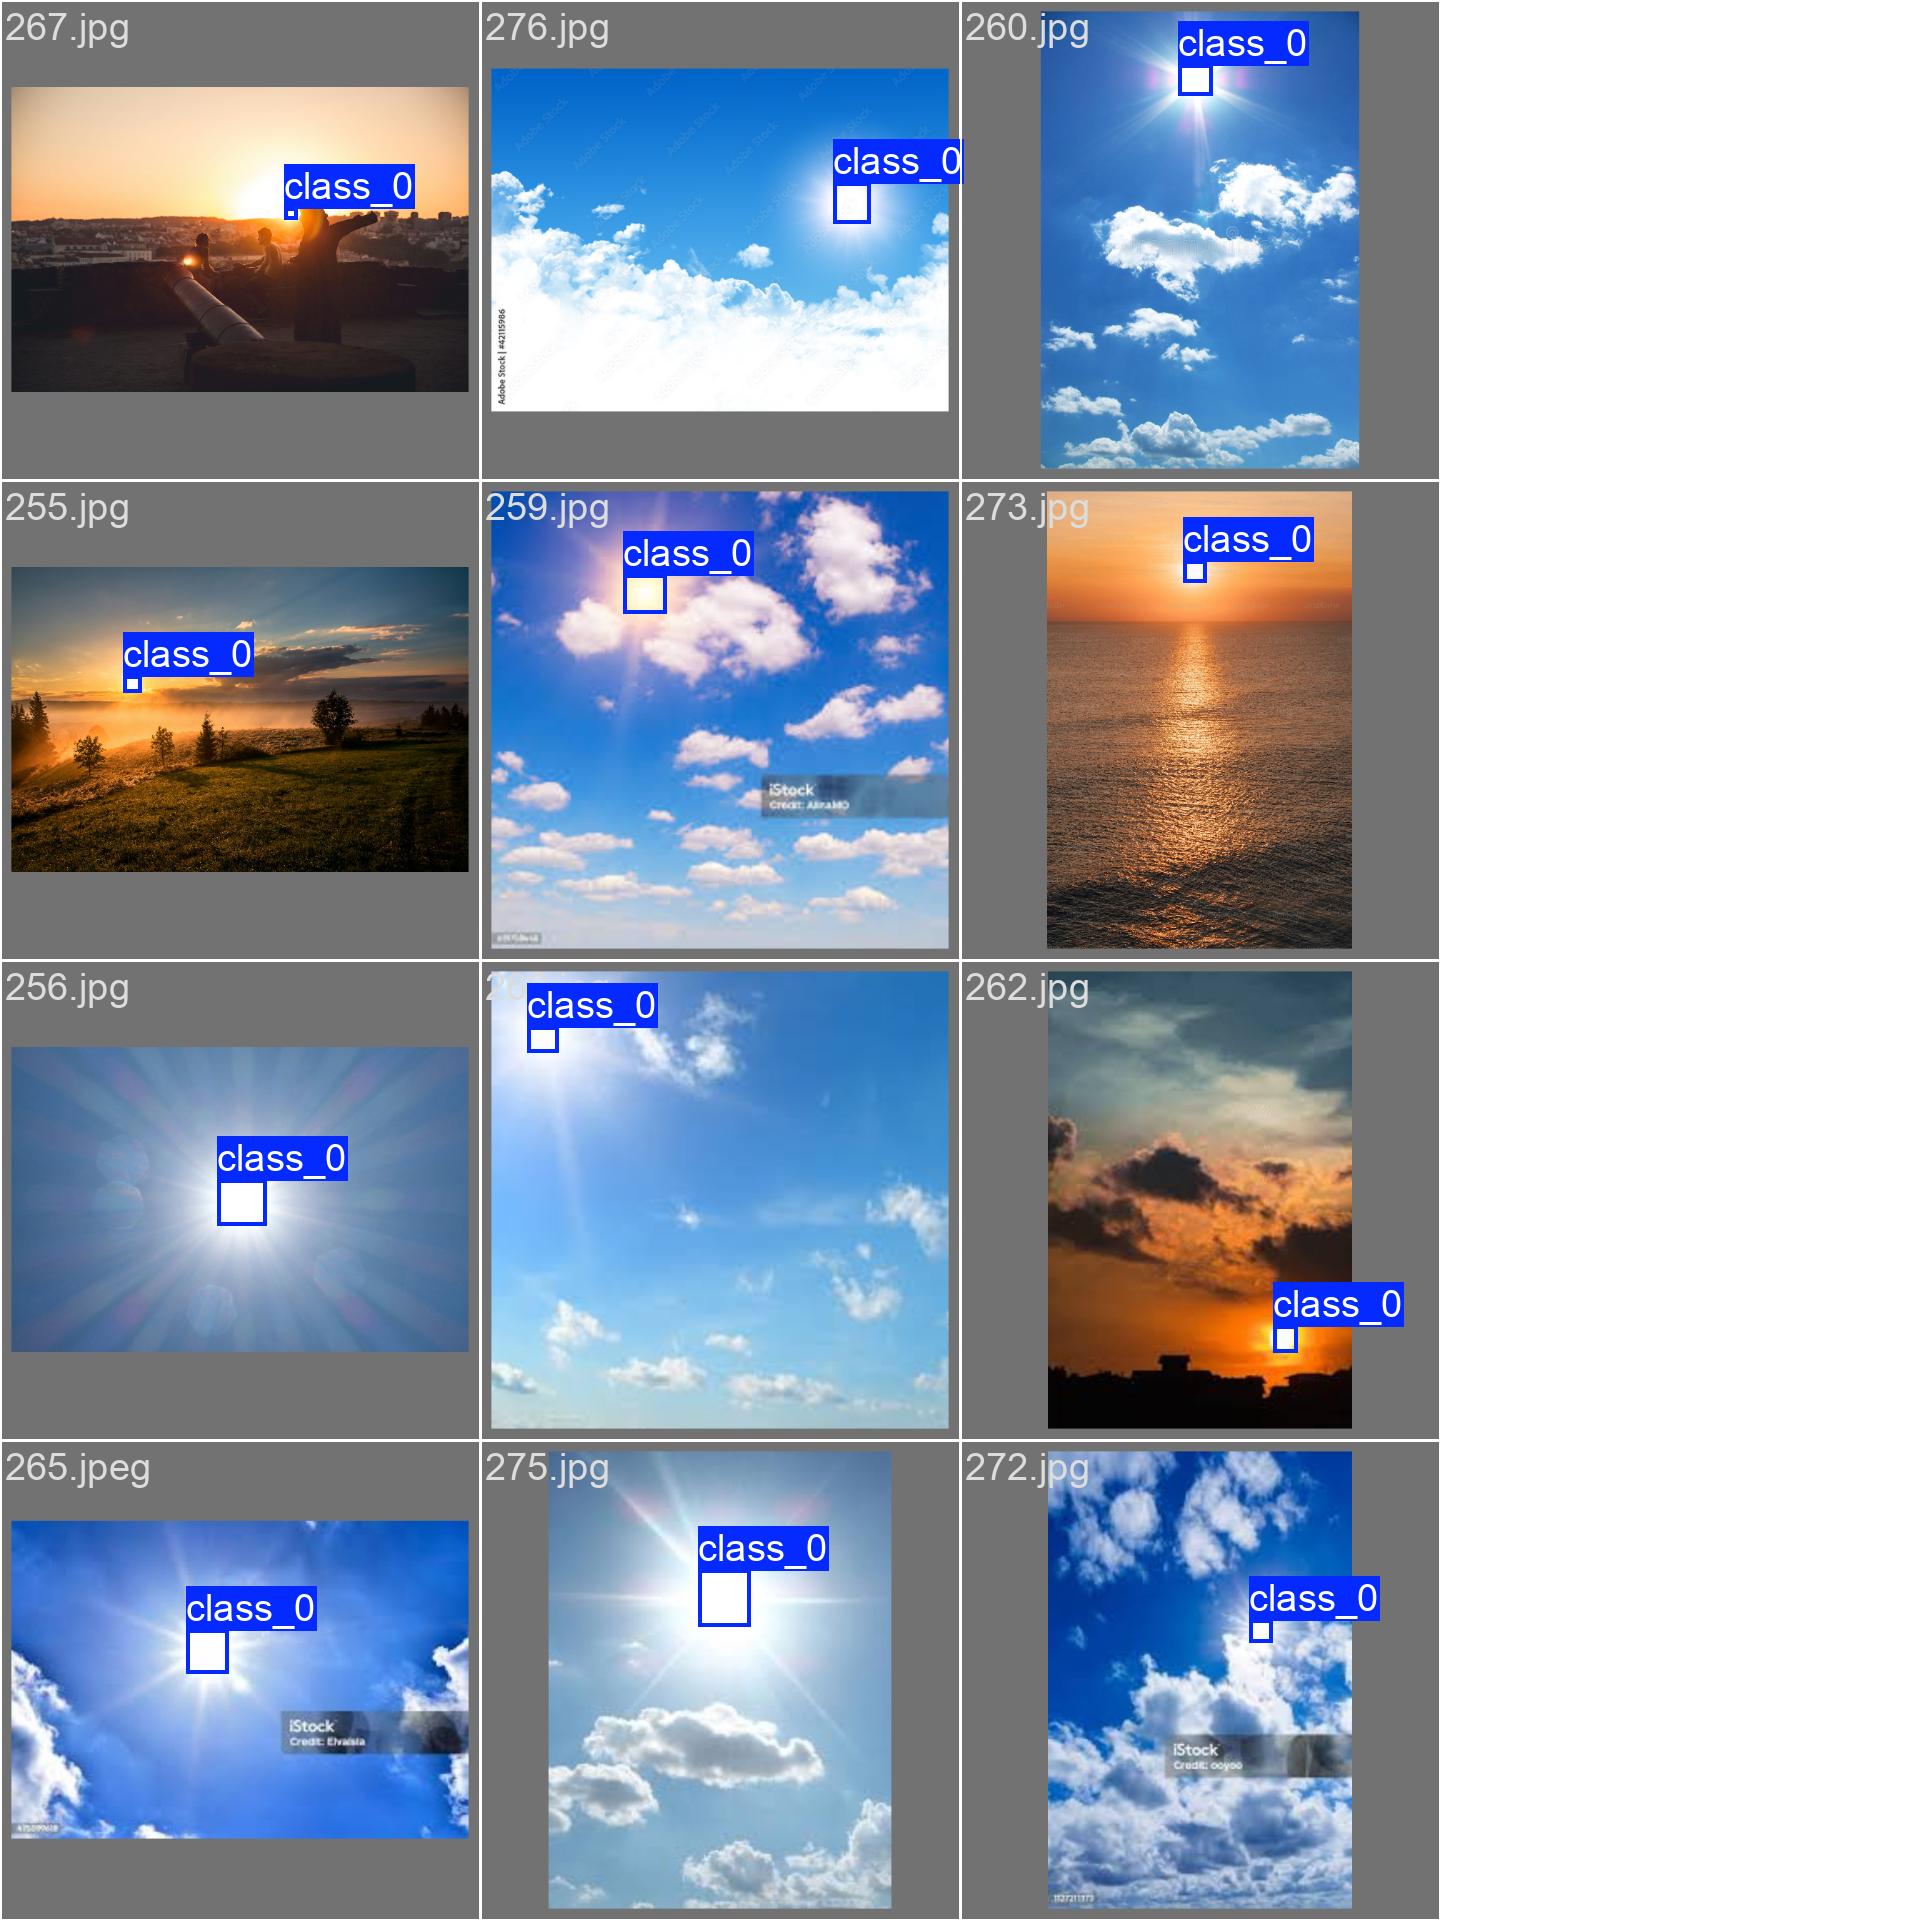 267.jpg
class_0
276.jpg
class_0
Adobe Stock | #42115986
260.jpg
class_0
255.jpg
class_0
259.jpg
class_0
iStock
Credit: AlinaMD
273.jpg
class_0
256.jpg
class_0
class_0
262.jpg
class_0
265.jpeg
class_0
iStock
Credit: Elvaisla
275.jpg
class_0
272.jpg
class_0
iStock
Credit: ooyoo